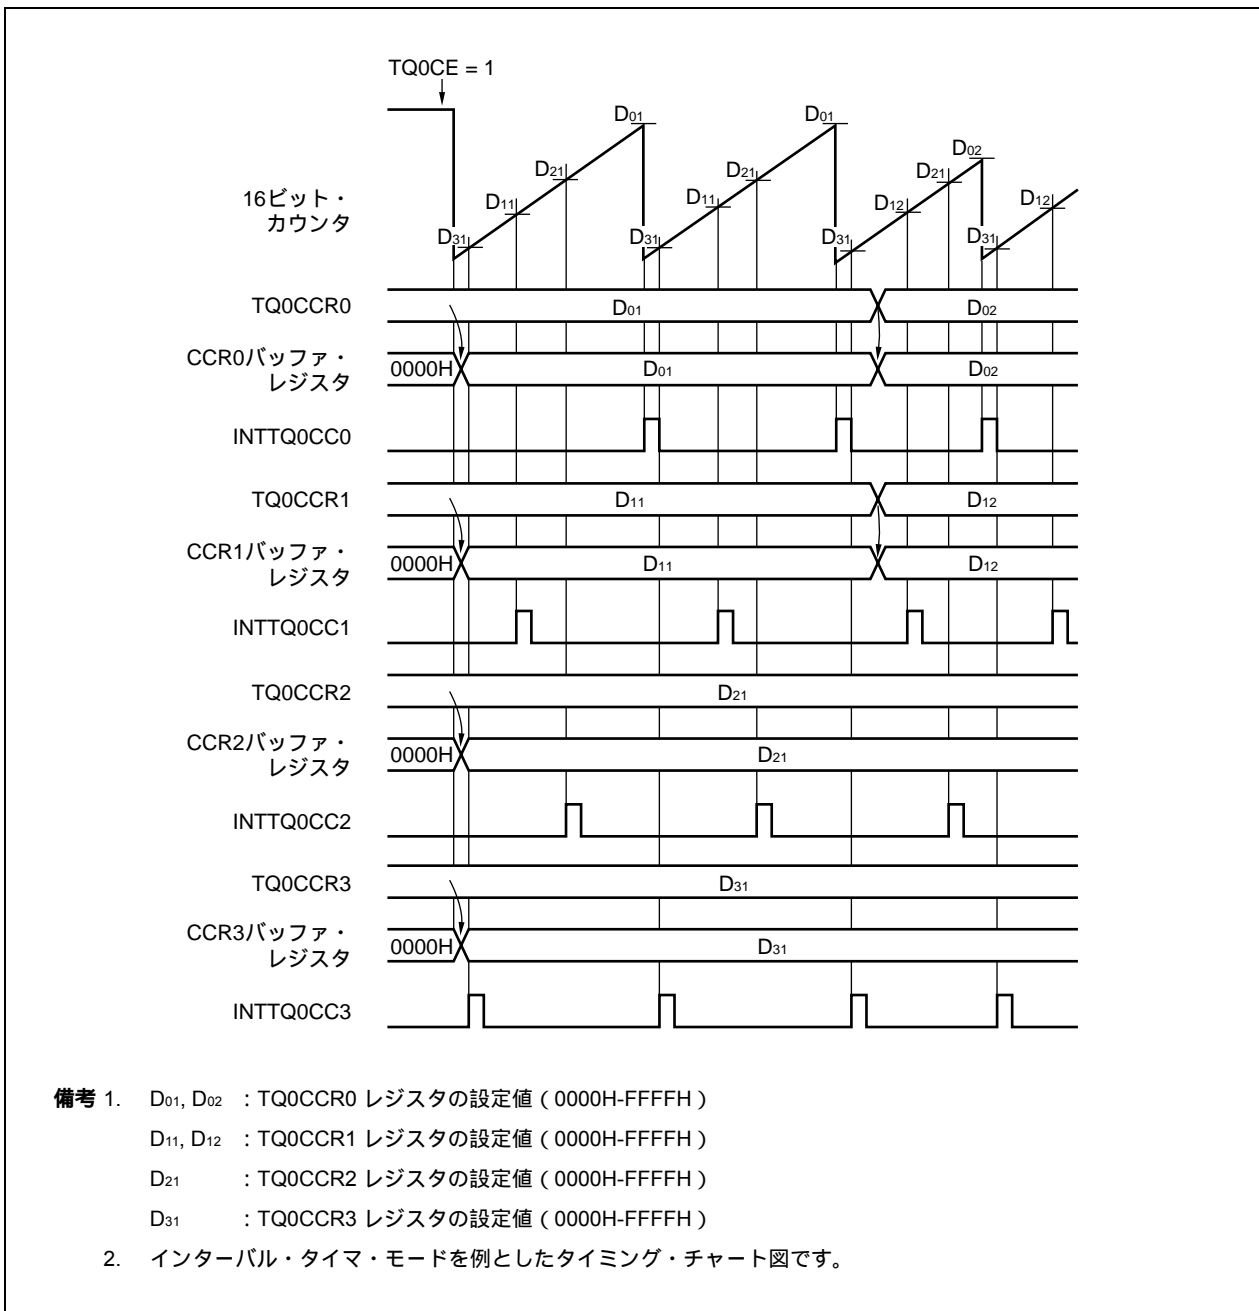 TQ0CE = 1
D01 D01
D02
D21 D21 D21
D11 D11 D12 D12
16ビット・
カウンタ
D31 D31 D31 D31
TQ0CCR0 D01 D02
CCR0バッファ・
レジスタ
0000H D01 D02
INTTQ0CC0
TQ0CCR1 D11 D12
CCR1バッファ・
レジスタ
0000H D11 D12
INTTQ0CC1
TQ0CCR2 D21
CCR2バッファ・
レジスタ
0000H D21
INTTQ0CC2
TQ0CCR3 D31
CCR3バッファ・
レジスタ
0000H D31
INTTQ0CC3
備考 1. D01, D02 : TQ0CCR0 レジスタの設定値(0000H-FFFFH)
D11, D12 : TQ0CCR1 レジスタの設定値(0000H-FFFFH)
D21 : TQ0CCR2 レジスタの設定値(0000H-FFFFH)
D31 : TQ0CCR3 レジスタの設定値(0000H-FFFFH)
2. インターバル・タイマ・モードを例としたタイミング・チャート図です。